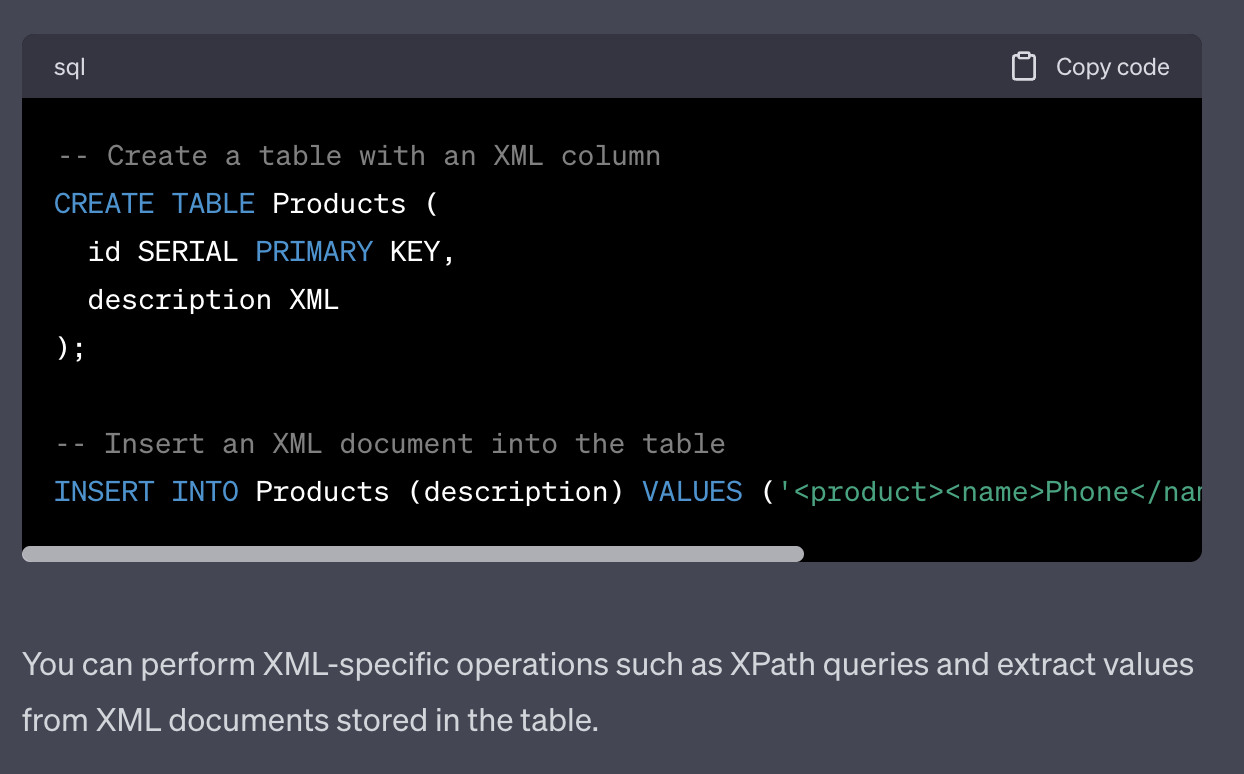 sql
Copy code
-- Create a table with an XML column
CREATE TABLE Products (
  id SERIAL PRIMARY KEY,
  description XML
);
-- Insert an XML document into the table
INSERT INTO Products (description) VALUES ('<product><name>Phone</nam
You can perform XML-specific operations such as XPath queries and extract values
from XML documents stored in the table.